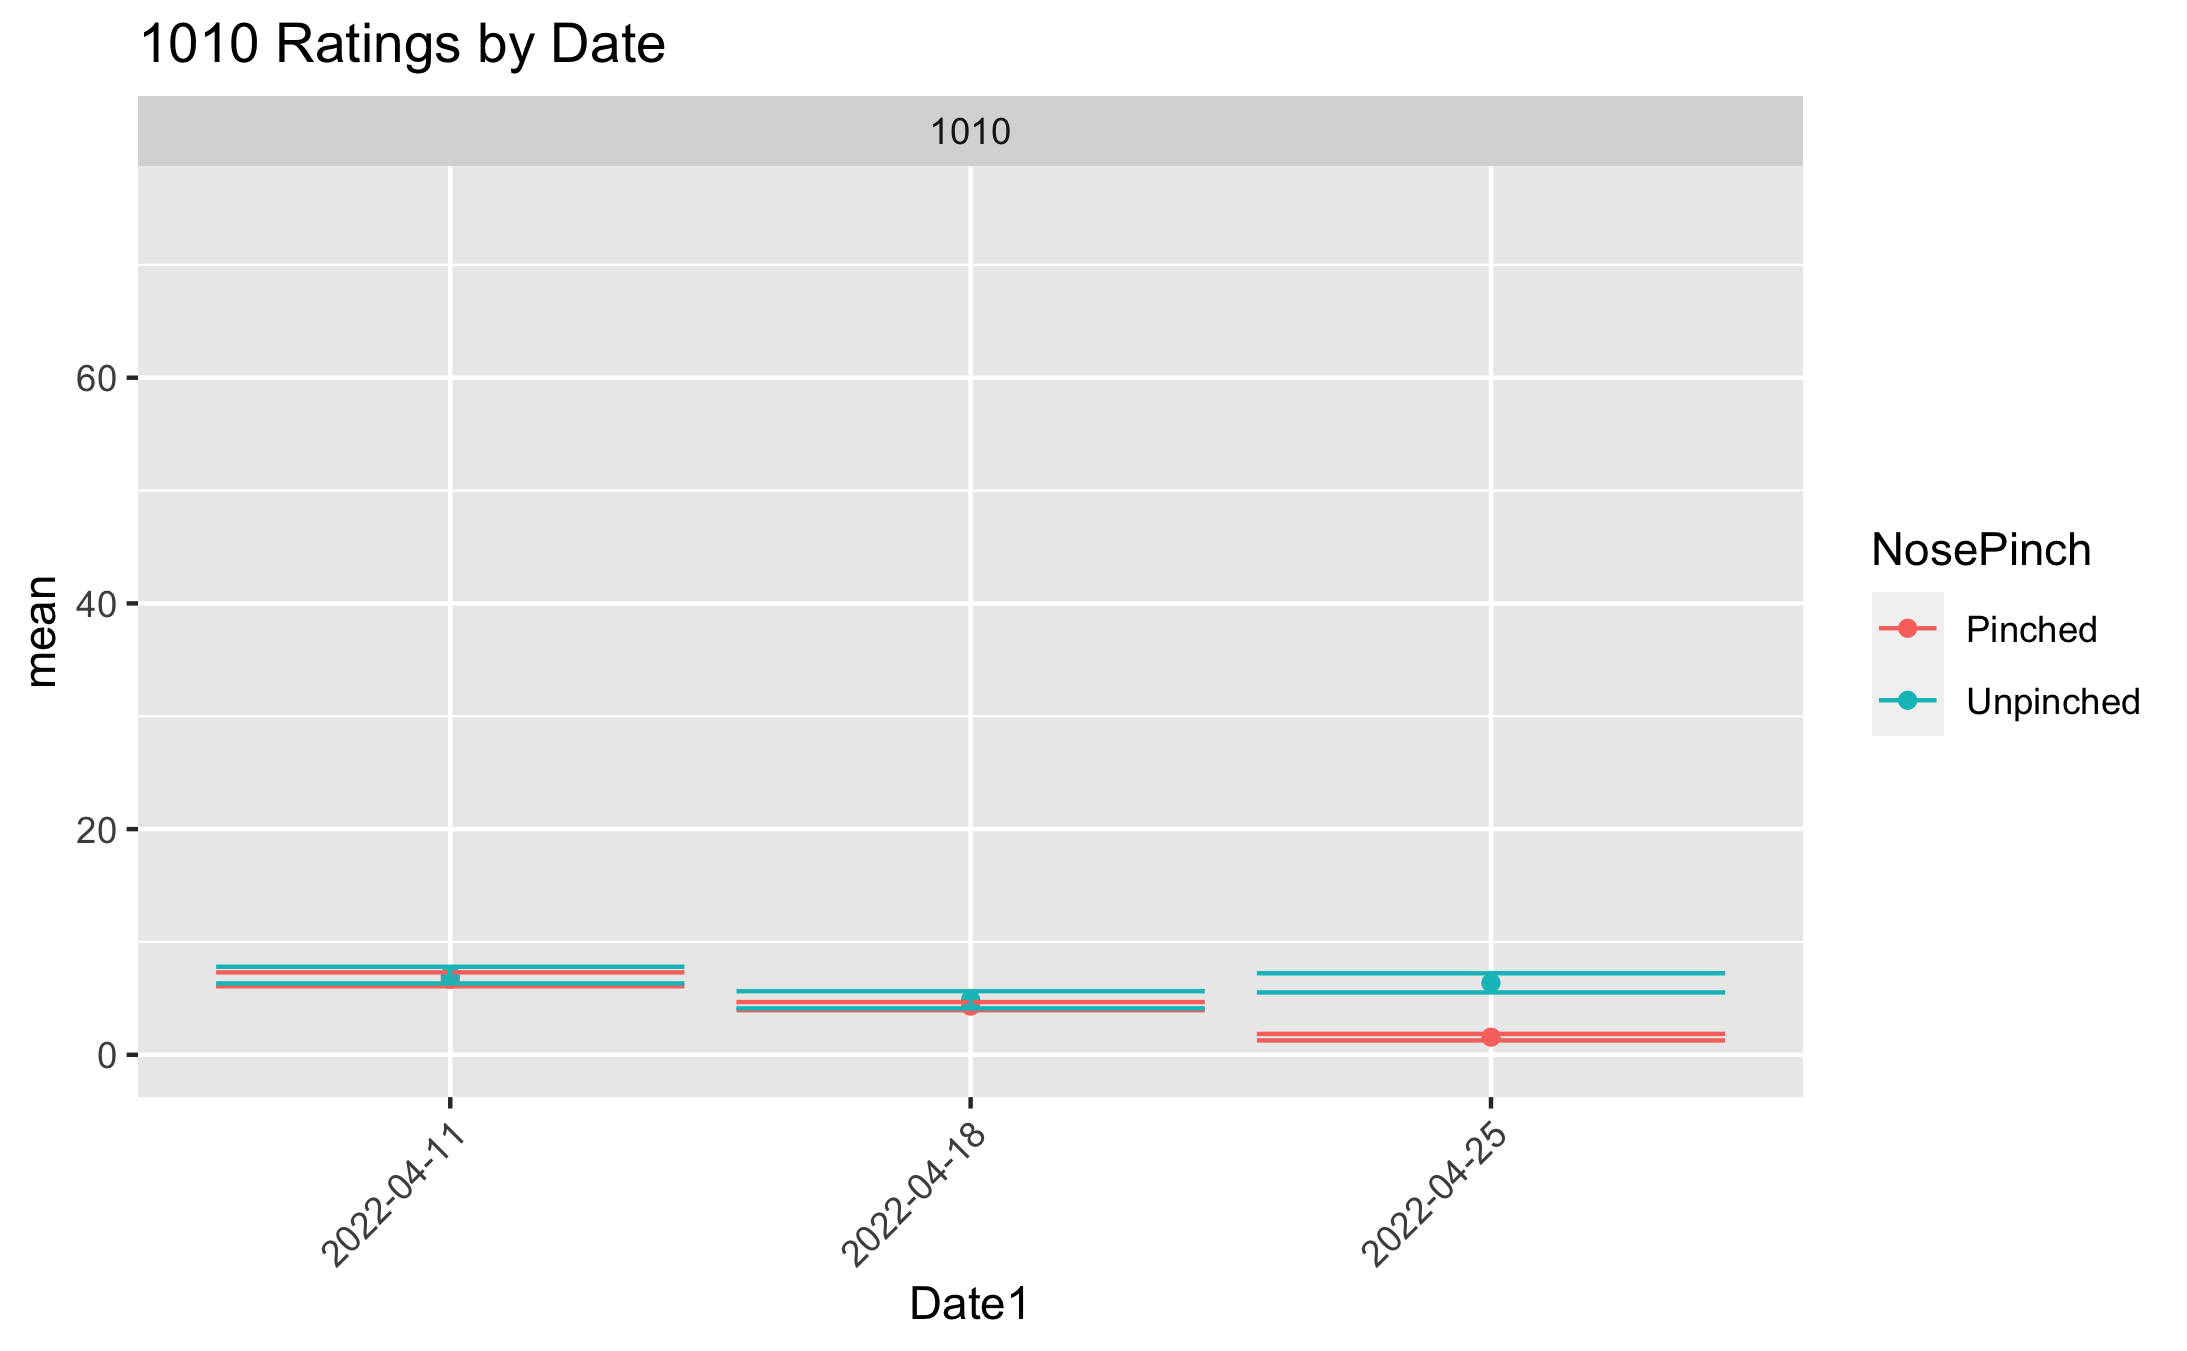 1010 Ratings by Date
1010
60
40
20
0
mean
2022-04-11
2022-04-18
2022-04-25
Date1
NosePinch
Pinched
Unpinched